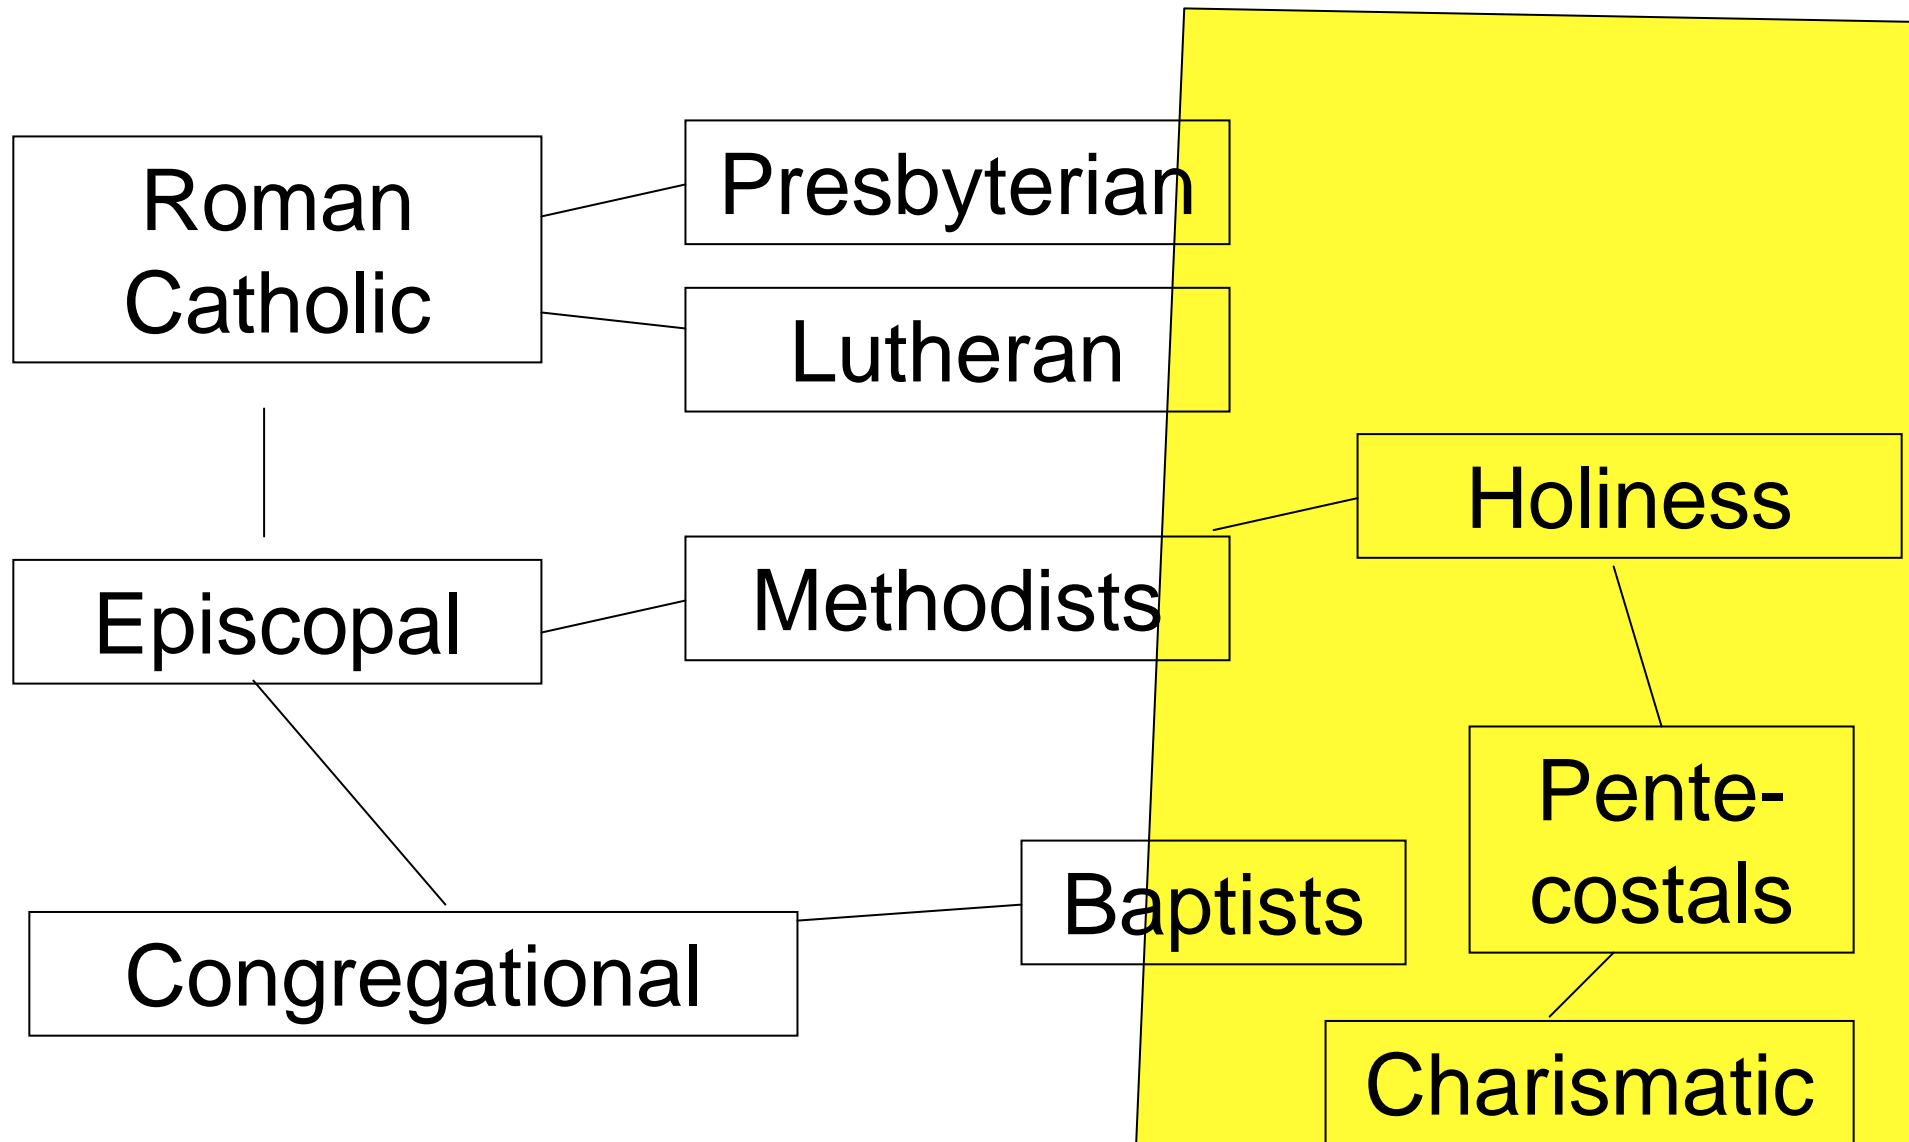 Roman
Catholic
Presbyterian
Lutheran
Holiness
Episcopal
Methodists
Pente-
costals
Baptists
Congregational
Charismatic